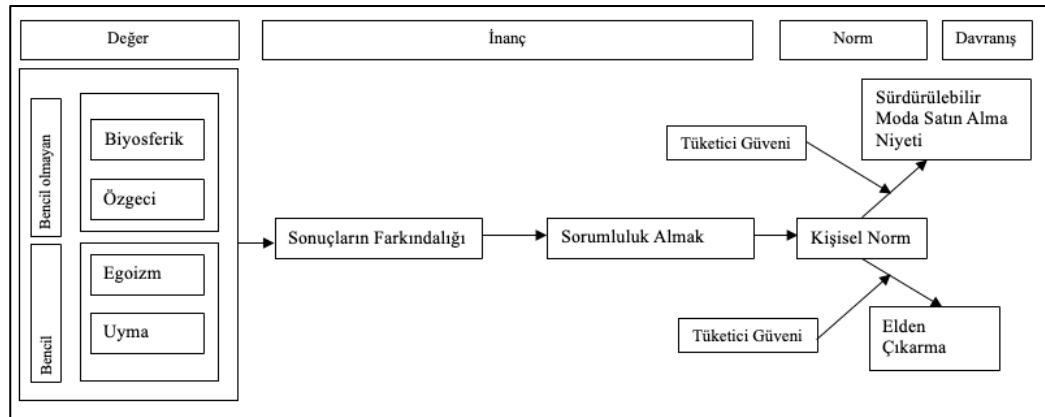 Değer
İnanç
Norm
Davranış
Bencil olmayan
Biyosferik
Özgeci
Bencil
Egoizm
Uyma
Sonuçların Farkındalığı
Sorumluluk Almak
Kişisel Norm
Tüketici Güveni
Sürdürülebilir
Moda Satın Alma
Niyeti
Tüketici Güveni
Elden
Çıkarma